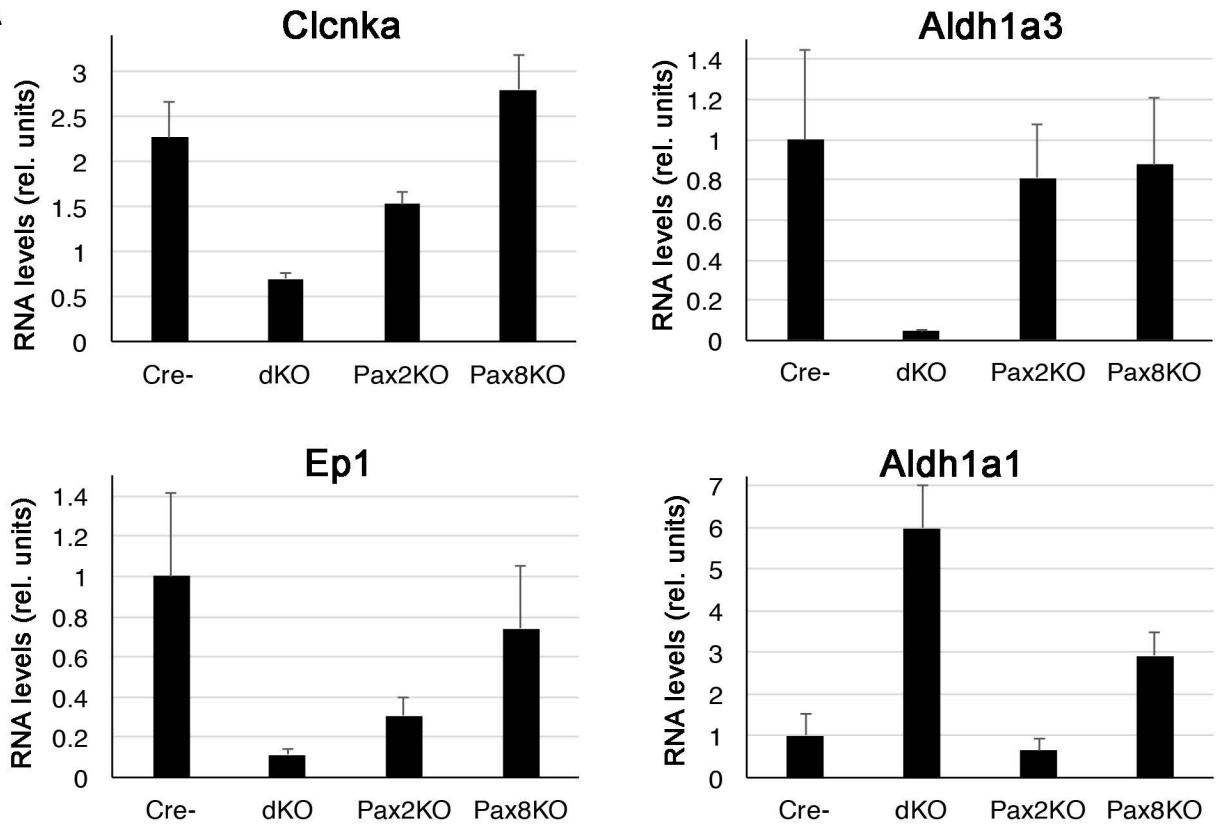 Clcnka
RNA levels (rel. units)
3
2.5
2
1.5
1
0.5
0
Cre- dKO Pax2KO Pax8KO
Aldh1a3
RNA levels (rel. units)
1.4
1.2
1
0.8
0.6
0.4
0.2
0
Cre- dKO Pax2KO Pax8KO
Ep1
RNA levels (rel. units)
1.4
1.2
1
0.8
0.6
0.4
0.2
0
Cre- dKO Pax2KO Pax8KO
Aldh1a1
RNA levels (rel. units)
7
6
5
4
3
2
1
0
Cre- dKO Pax2KO Pax8KO